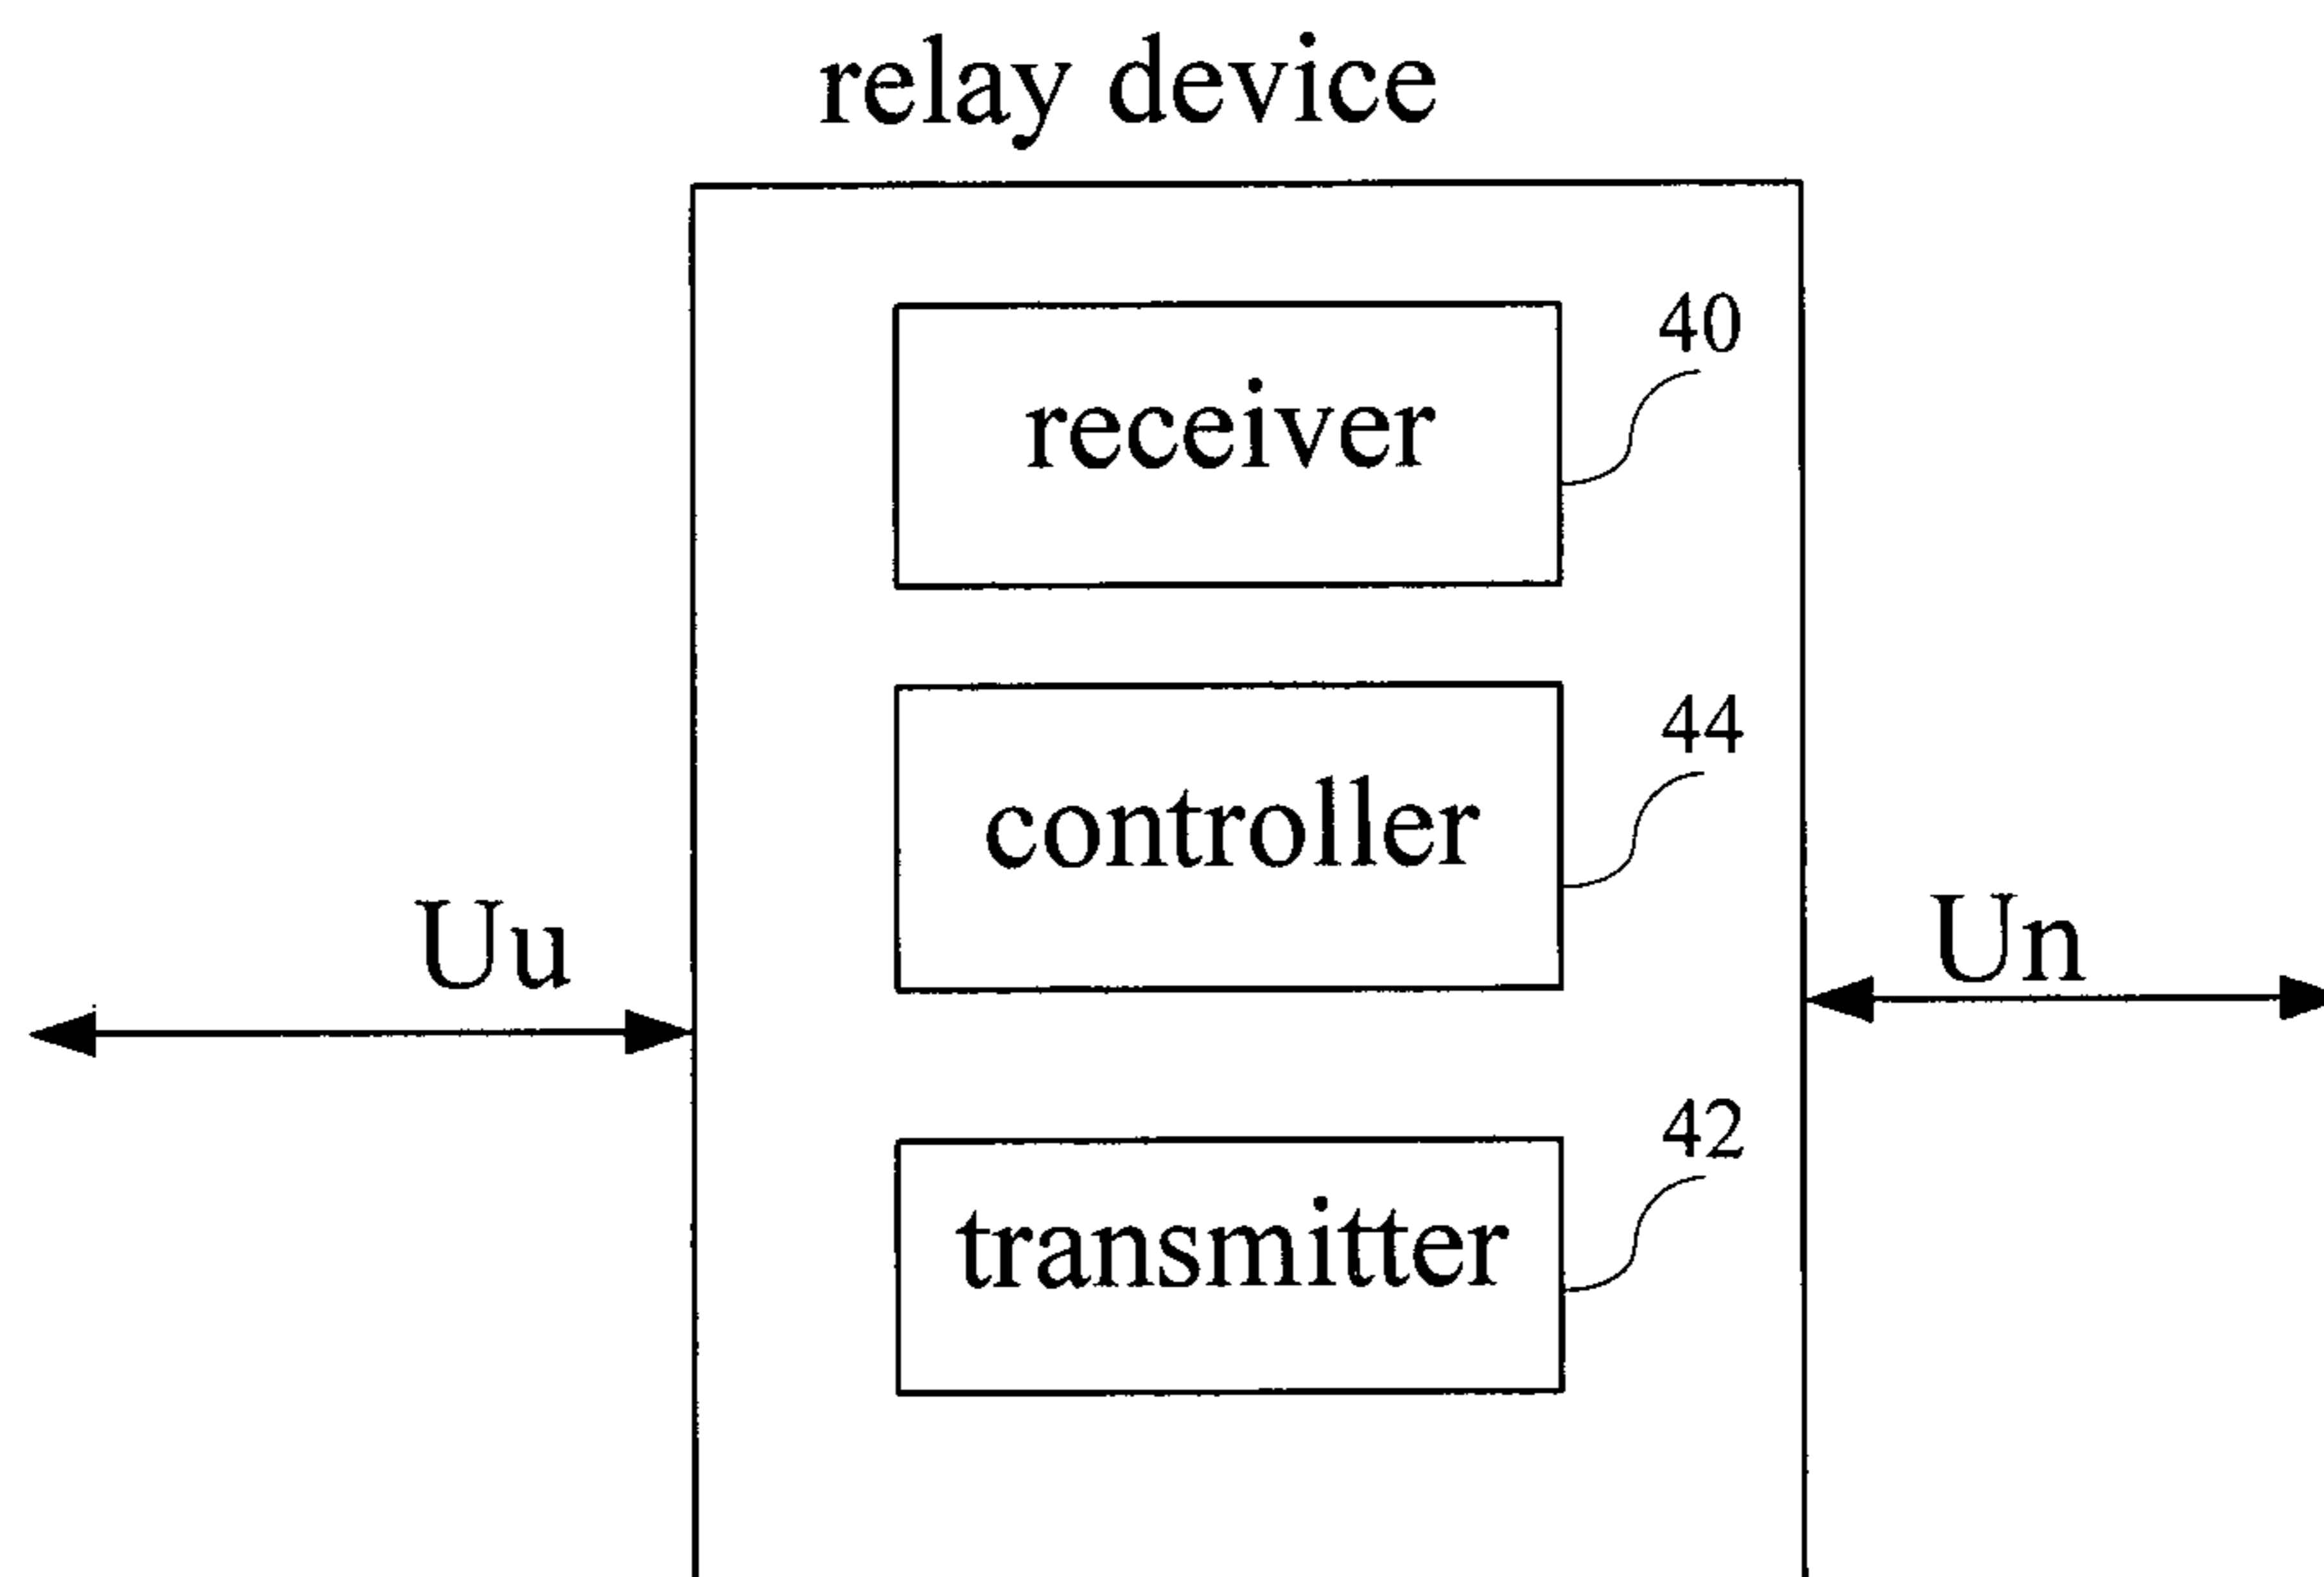 relay device
40
receiver
44
controller
Uu
Un
42
transmitter